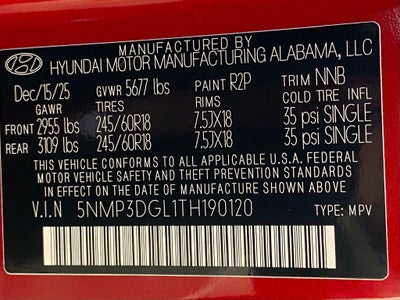 MANUFACTURED BY
HYUNDAI MOTOR MANUFACTURING ALABAMA, LLC
Dec/15/25 GVWR 5677 lbs PAINT R2P TRIM NNB
GAWR TIRES RIMS COLD TIRE INFL
FRONT 2955 lbs 245/60R18 7.5JX18 35 psi SINGLE
REAR 3109 lbs 245/60R18 7.5JX18 35 psi SINGLE
THIS VEHICLE CONFORMS TO ALL APPLICABLE U.S.A. FEDERAL
MOTOR VEHICLE SAFETY AND THEFT PREVENTION STANDARDS
IN EFFECT ON THE DATE OF MANUFACTURE SHOWN ABOVE.
V.I.N 5NMP3DGL1TH190120 TYPE: MPV